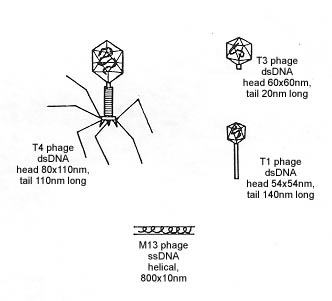 T3 phage
dsDNA
head 60x60nm,
tail 20nm long
T4 phage
dsDNA
head 80x110nm,
tail 110nm long
T1 phage
dsDNA
head 54x54nm,
tail 140nm long
M13 phage
ssDNA
helical,
800x10nm